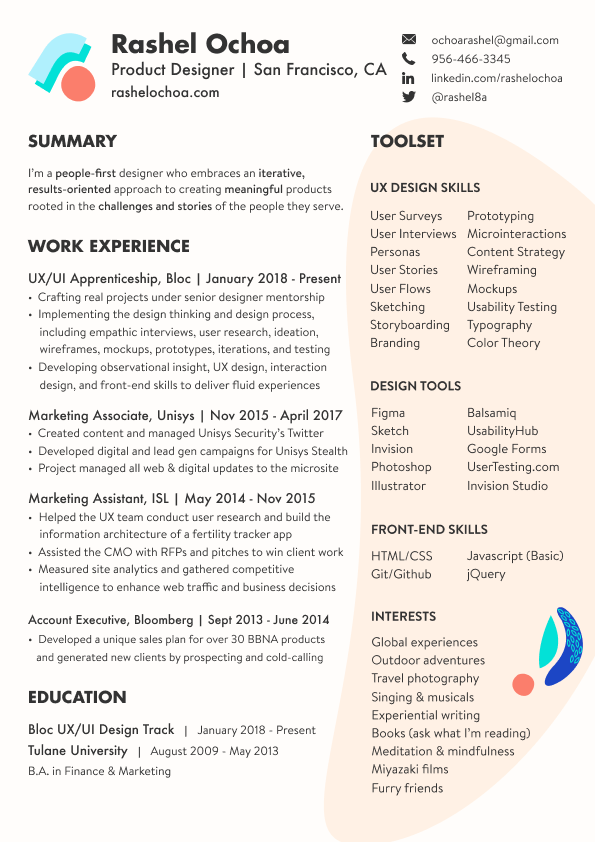 Rashel Ochoa
Product Designer | San Francisco, CA
rashelochoa.com
ochoarashel@gmail.com
956-466-3345
linkedin.com/rashelochoa
@rashel8a
SUMMARY
I'm a people-first designer who embraces an iterative,
results-oriented approach to creating meaningful products
rooted in the challenges and stories of the people they serve.
WORK EXPERIENCE
UX/UI Apprenticeship, Bloc | January 2018 - Present
• Crafting real projects under senior designer mentorship
• Implementing the design thinking and design process,
including empathic interviews, user research, ideation,
wireframes, mockups, prototypes, iterations, and testing
• Developing observational insight, UX design, interaction
design, and front-end skills to deliver fluid experiences
Marketing Associate, Unisys | Nov 2015 - April 2017
• Created content and managed Unisys Security's Twitter
• Developed digital and lead gen campaigns for Unisys Stealth
• Project managed all web & digital updates to the microsite
Marketing Assistant, ISL | May 2014 - Nov 2015
• Helped the UX team conduct user research and build the
information architecture of a fertility tracker app
• Assisted the CMO with RFPs and pitches to win client work
• Measured site analytics and gathered competitive
intelligence to enhance web traffic and business decisions
Account Executive, Bloomberg | Sept 2013 - June 2014
• Developed a unique sales plan for over 30 BBNA products
and generated new clients by prospecting and cold-calling
EDUCATION
Bloc UX/UI Design Track | January 2018 - Present
Tulane University | August 2009 - May 2013
B.A. in Finance & Marketing
TOOLSET
UX DESIGN SKILLS
User Surveys Prototyping
User Interviews Microinteractions
Personas Content Strategy
User Stories Wireframing
User Flows Mockups
Sketching Usability Testing
Storyboarding Typography
Branding Color Theory
DESIGN TOOLS
Figma Balsamiq
Sketch UsabilityHub
Invision Google Forms
Photoshop UserTesting.com
Illustrator Invision Studio
FRONT-END SKILLS
HTML/CSS Javascript (Basic)
Git/Github jQuery
INTERESTS
Global experiences
Outdoor adventures
Travel photography
Singing & musicals
Experiential writing
Books (ask what I'm reading)
Meditation & mindfulness
Miyazaki films
Furry friends